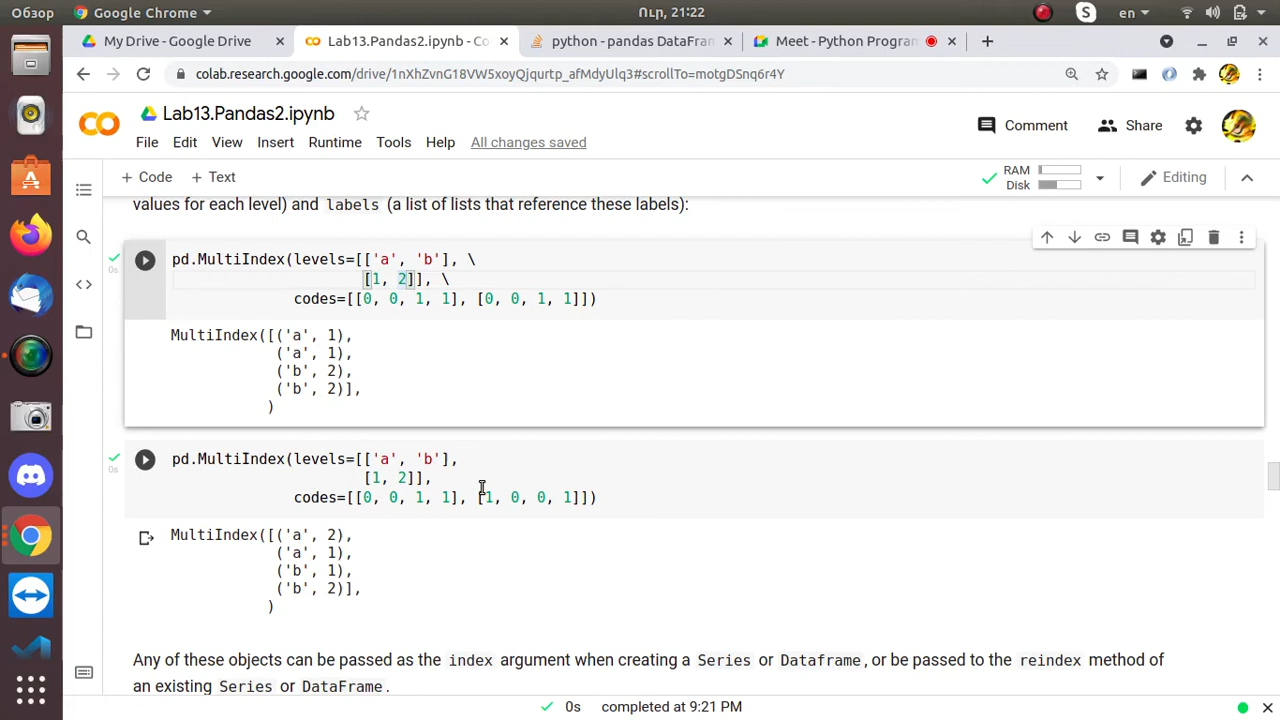 Обзор
Google Chrome
Ուր, 21:22
en
My Drive - Google Drive
Lab13.Pandas2.ipynb - Co
python - pandas DataFran
Meet - Python Progran
colab.research.google.com/drive/1nXhZvnG18VW5xoyQjqurtp_afMdyUlq3#scrollTo=motgDSnq6r4Y
Lab13.Pandas2.ipynb
File Edit View Insert Runtime Tools Help All changes saved
Comment
Share
+ Code + Text
RAM
Disk
Editing
values for each level) and labels (a list of lists that reference these labels):
0s
pd.MultiIndex(levels=[['a', 'b'], \
[1, 2]], \
codes=[[0, 0, 1, 1], [0, 0, 1, 1]])
MultiIndex([('a', 1),
('a', 1),
('b', 2),
('b', 2)],
)
0s
pd.MultiIndex(levels=[['a', 'b'],
[1, 2]],
codes=[[0, 0, 1, 1], [1, 0, 0, 1]])
MultiIndex([('a', 2),
('a', 1),
('b', 1),
('b', 2)],
)
Any of these objects can be passed as the index argument when creating a Series or Dataframe, or be passed to the reindex method of
an existing Series or DataFrame.
0s completed at 9:21 PM